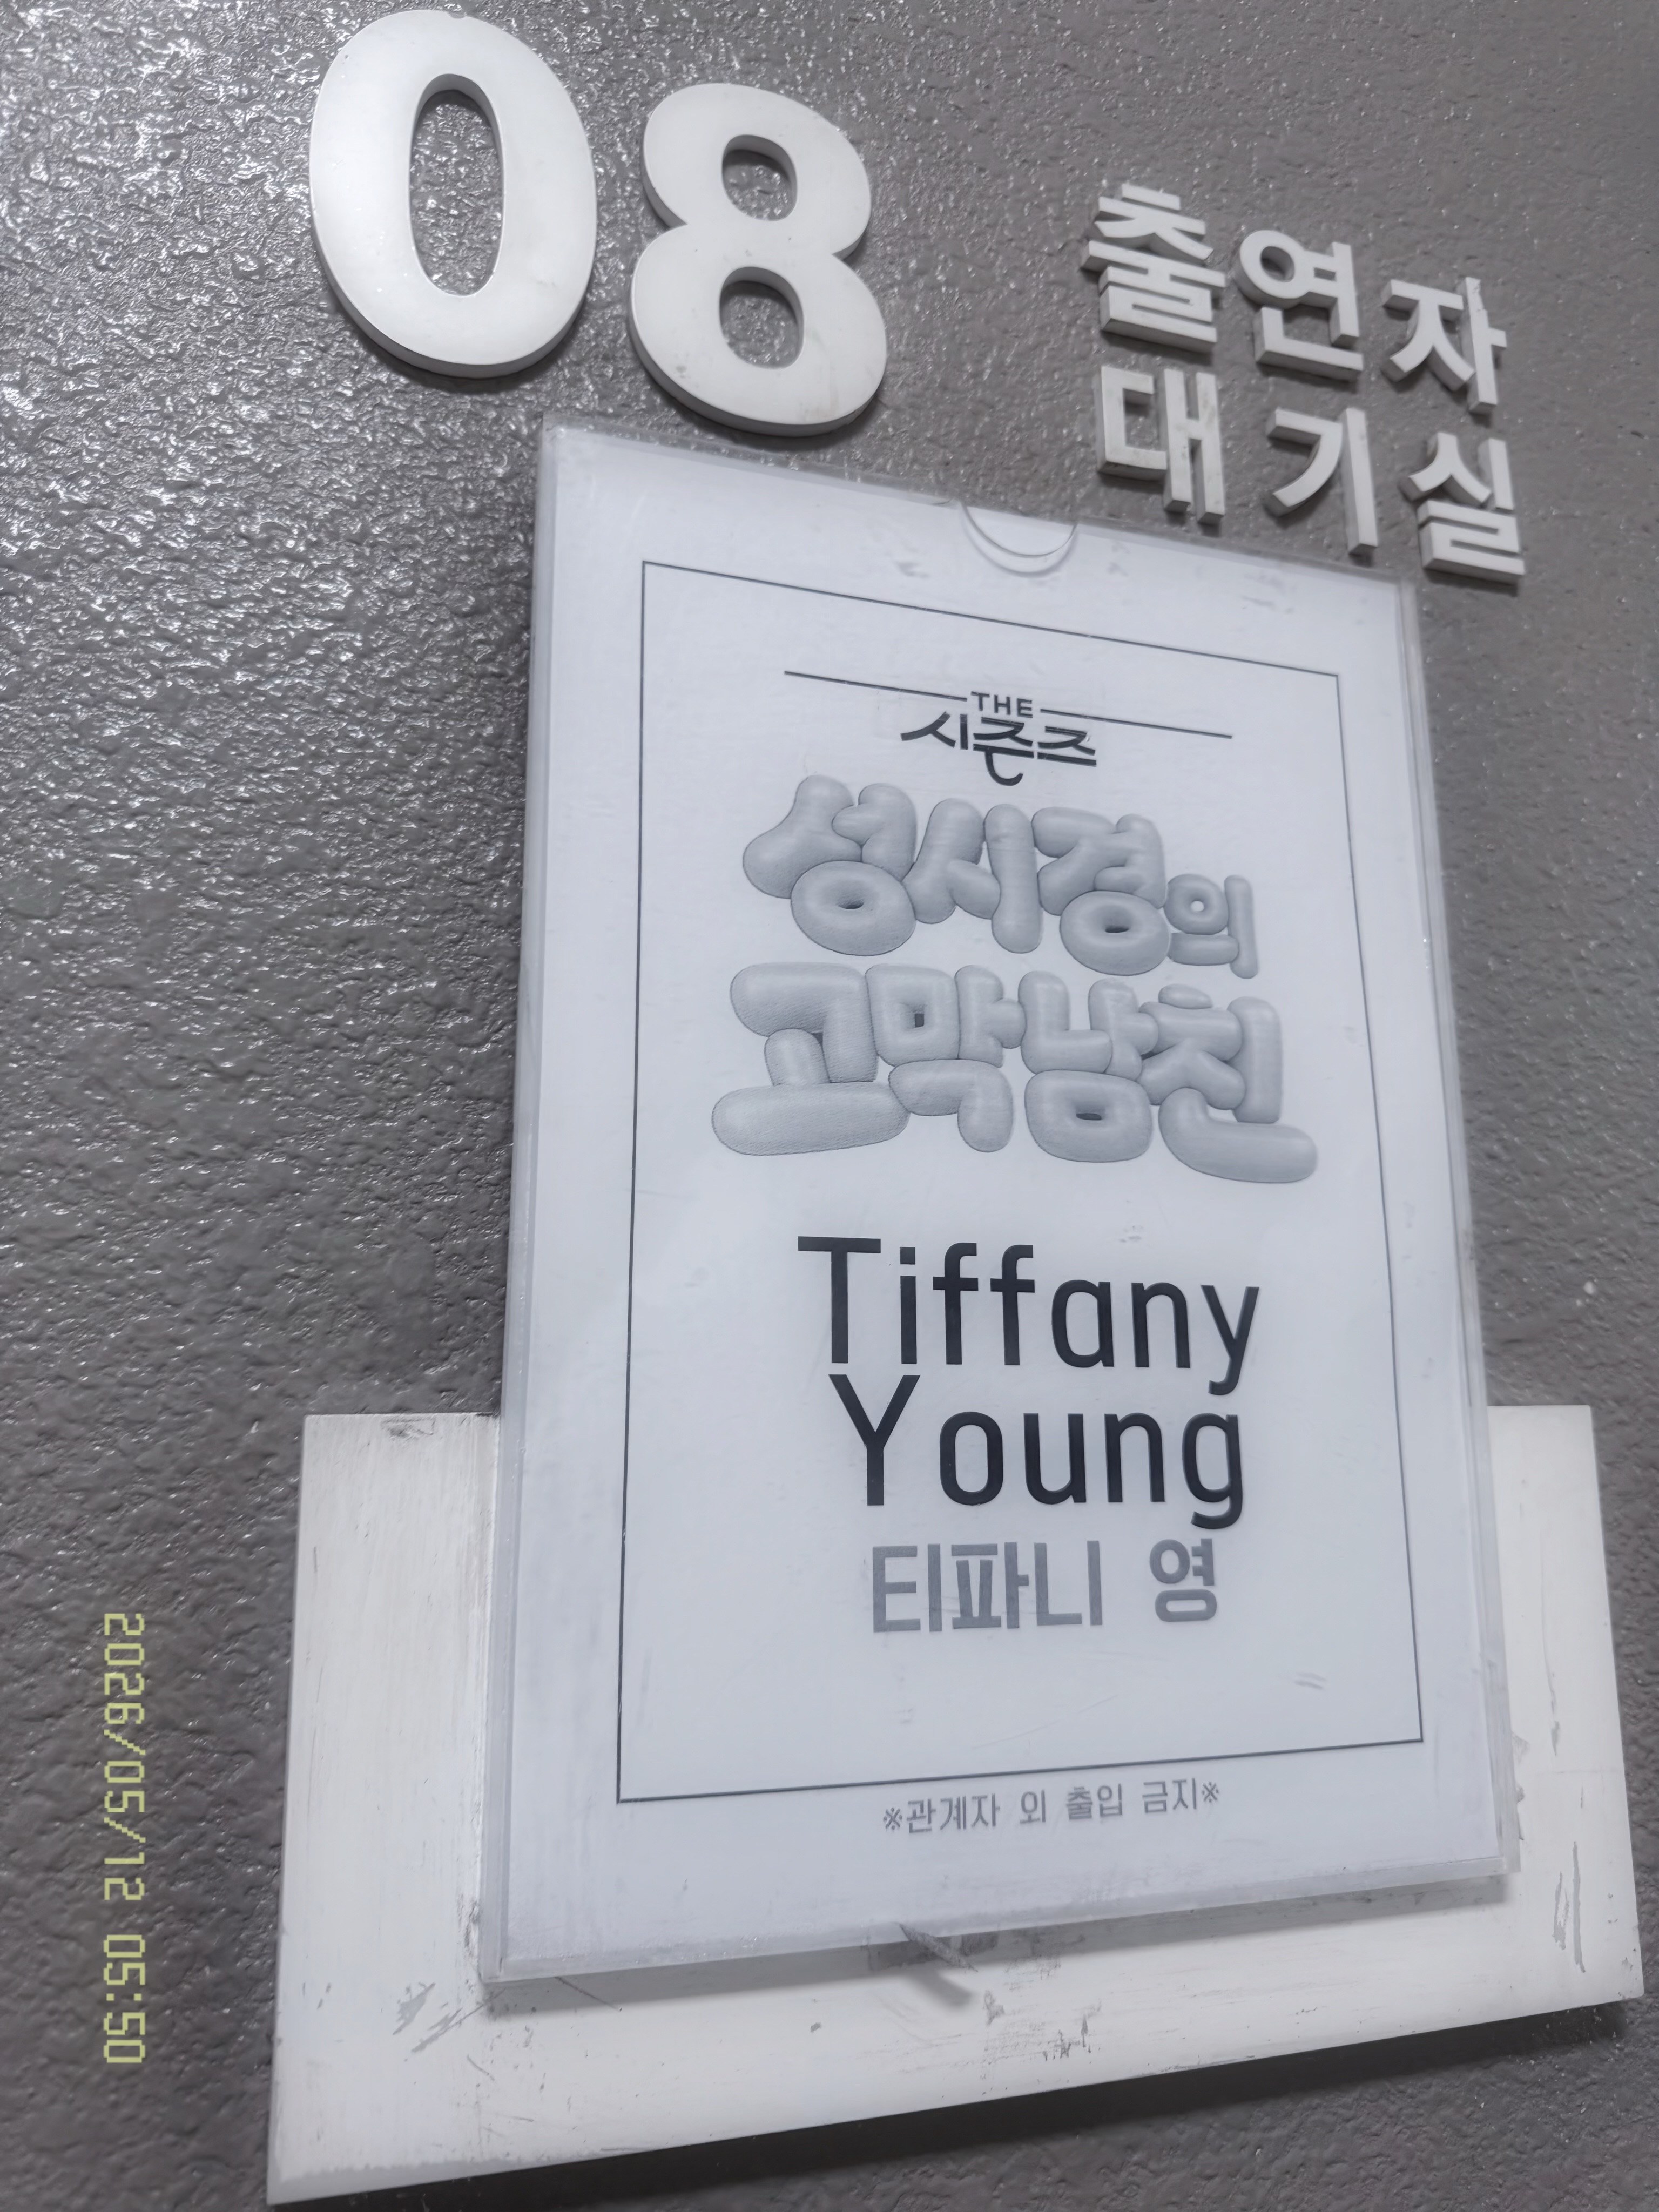 08
출연자
대기실
THE
시즌즈
성시경의
고막남친
Tiffany
Young
티파니 영
※관계자 외 출입 금지※
2026/05/12 05:50